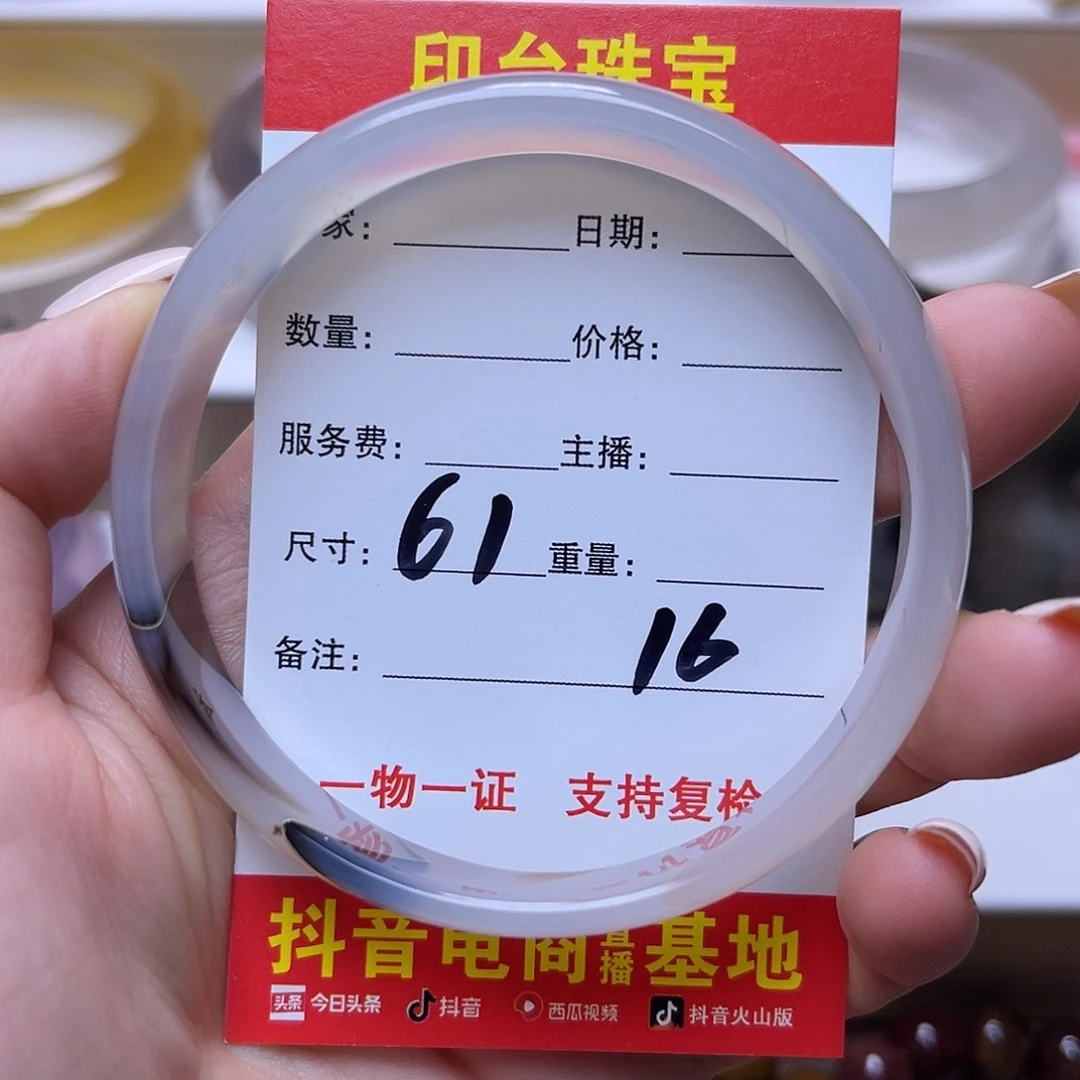 印台珠宝
家： 日期：
数量： 价格：
服务费： 主播：
尺寸：61 重量：
备注： 16
一物一证 支持复检
抖音电商直播基地
头条 今日头条 抖音 西瓜视频 抖音火山版